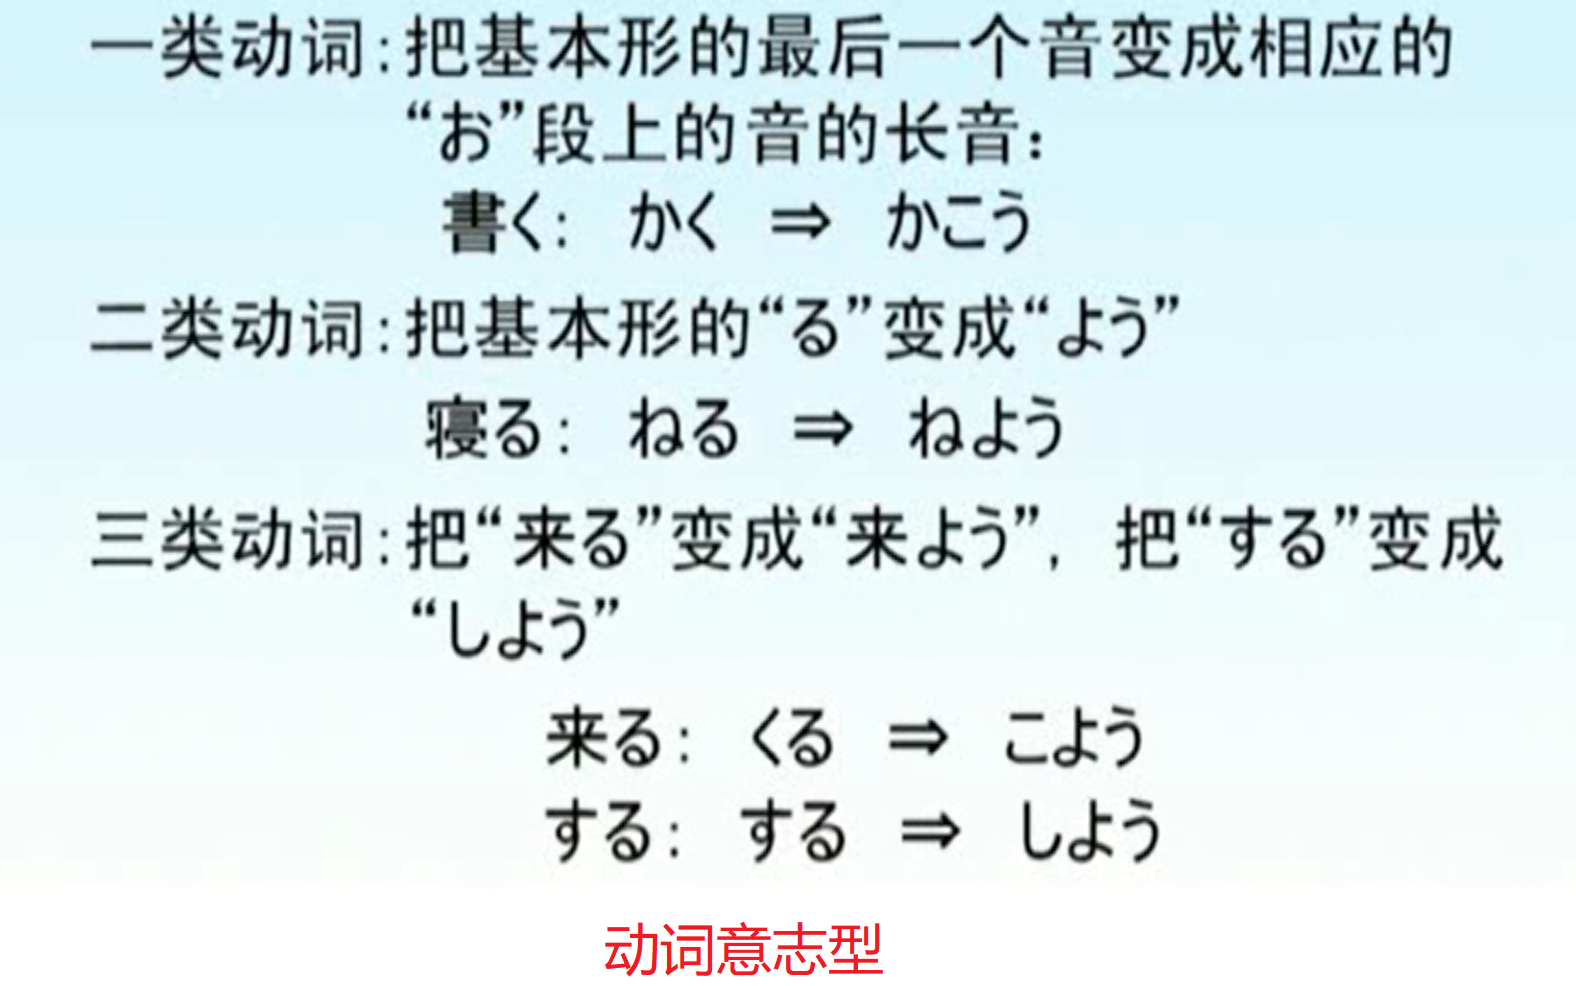 一类动词:把基本形的最后一个音变成相应的
“お”段上的音的长音：
書く： かく ⇒ かこう
二类动词:把基本形的“る”变成“よう”
寝る： ねる ⇒ ねよう
三类动词:把“来る”变成“来よう”，把“する”变成
“しよう”
来る： くる ⇒ こよう
する： する ⇒ しよう
动词意志型